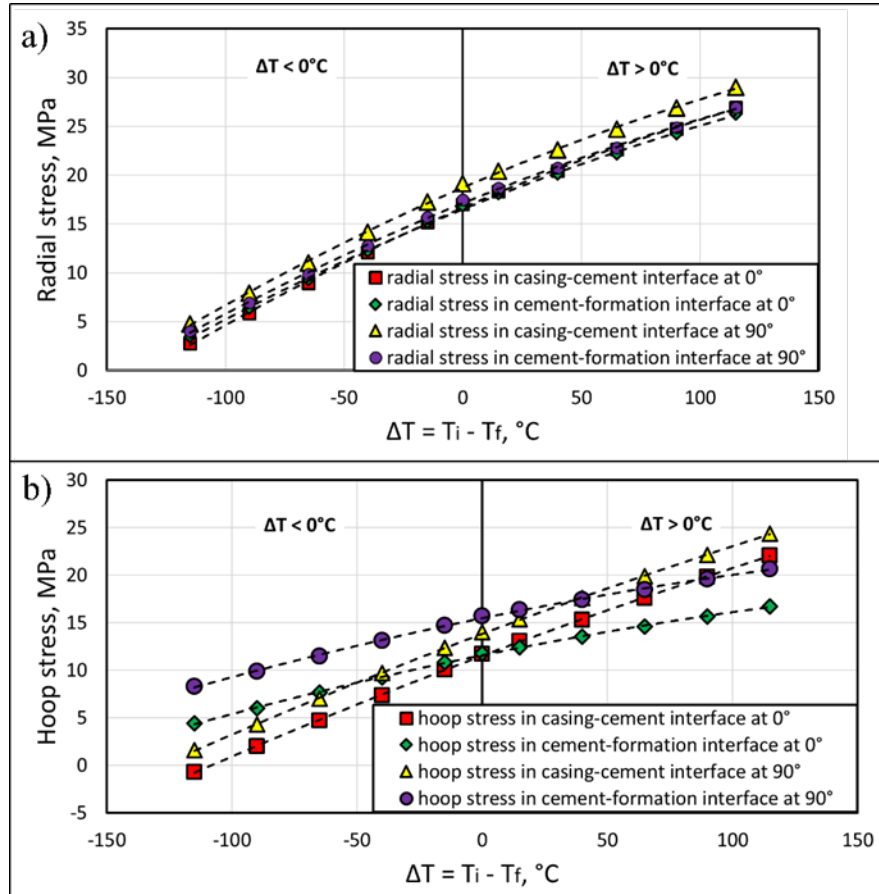 a)
35
30
25
20
15
10
5
0
Radial stress, MPa
ΔT < 0°C
ΔT > 0°C
radial stress in casing-cement interface at 0°
radial stress in cement-formation interface at 0°
radial stress in casing-cement interface at 90°
radial stress in cement-formation interface at 90°
-150 -100 -50 0 50 100 150
ΔT = Ti - Tf, °C
b)
30
25
20
15
10
5
0
-5
Hoop stress, MPa
ΔT < 0°C
ΔT > 0°C
hoop stress in casing-cement interface at 0°
hoop stress in cement-formation interface at 0°
hoop stress in casing-cement interface at 90°
hoop stress in cement-formation interface at 90°
-150 -100 -50 0 50 100 150
ΔT = Ti - Tf, °C